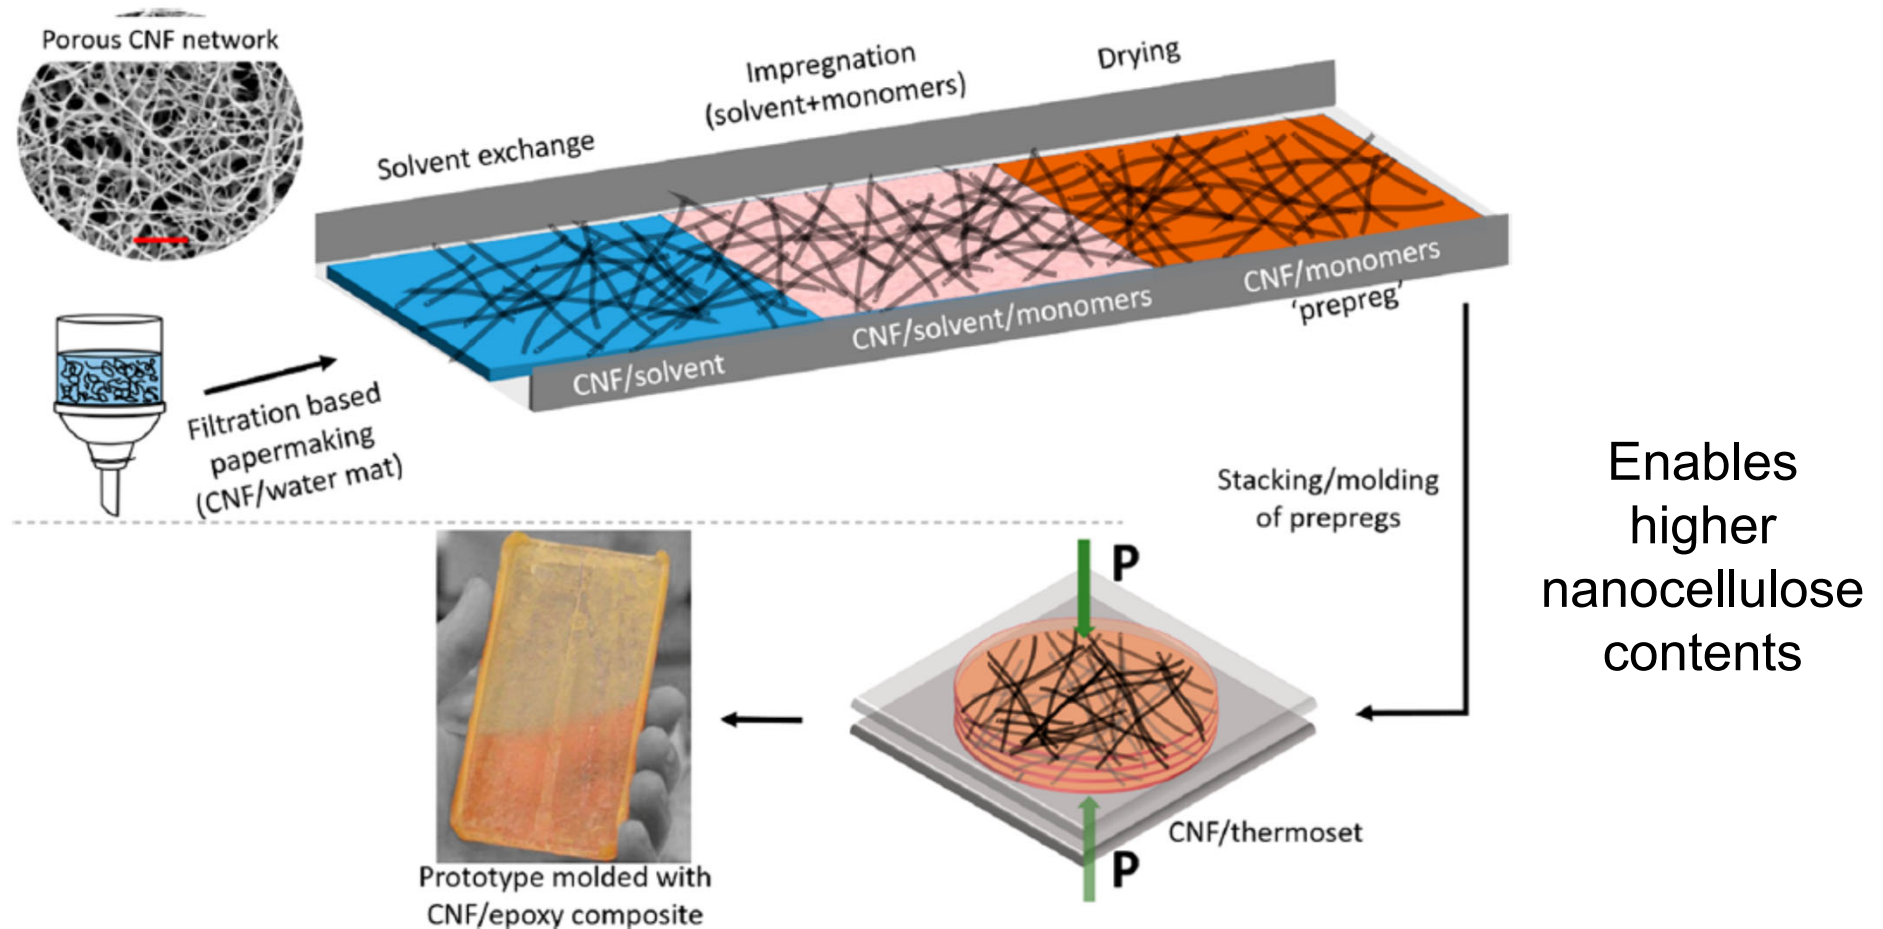 Porous CNF network
Solvent exchange
Impregnation
(solvent+monomers)
Drying
CNF/solvent
CNF/solvent/monomers
CNF/monomers
‘prepreg’
Filtration based
papermaking
(CNF/water mat)
Stacking/molding
of prepregs
Enables
higher
nanocellulose
contents
P
P
CNF/thermoset
Prototype molded with
CNF/epoxy composite